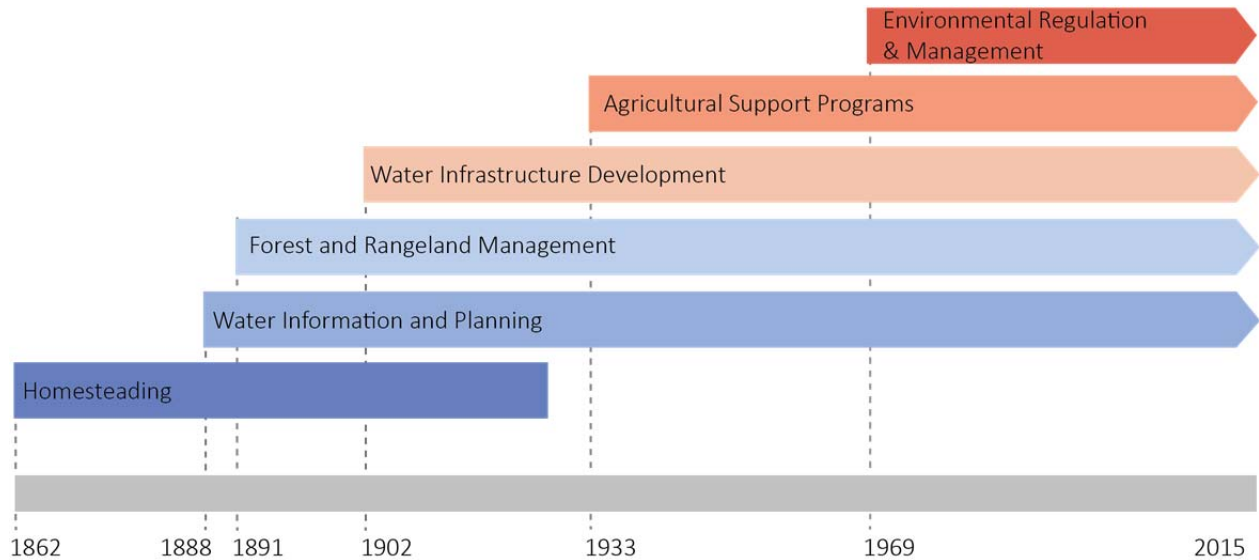 Environmental Regulation
& Management
Agricultural Support Programs
Water Infrastructure Development
Forest and Rangeland Management
Water Information and Planning
Homesteading
1862 1888 1891 1902 1933 1969 2015